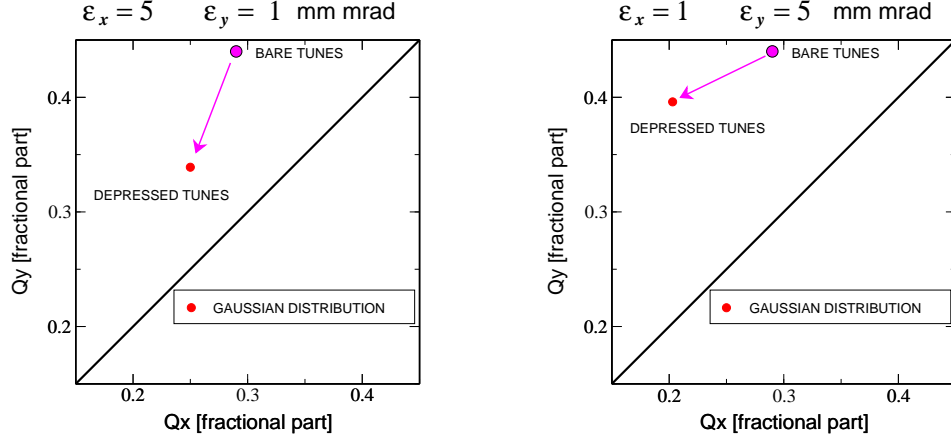 εx = 5 εy = 1 mm mrad
BARE TUNES
0.4
DEPRESSED TUNES
0.3
Qy [fractional part]
GAUSSIAN DISTRIBUTION
0.2
0.2 0.3 0.4
Qx [fractional part]
εx = 1 εy = 5 mm mrad
BARE TUNES
0.4
DEPRESSED TUNES
0.3
Qy [fractional part]
GAUSSIAN DISTRIBUTION
0.2
0.2 0.3 0.4
Qx [fractional part]